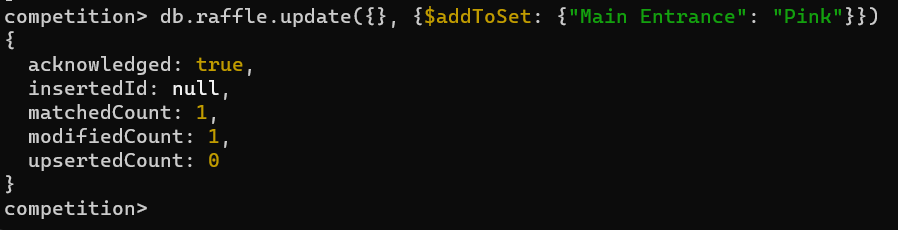 competition> db.raffle.update({}, {$addToSet: {"Main Entrance": "Pink"}})
{
  acknowledged: true,
  insertedId: null,
  matchedCount: 1,
  modifiedCount: 1,
  upsertedCount: 0
}
competition>